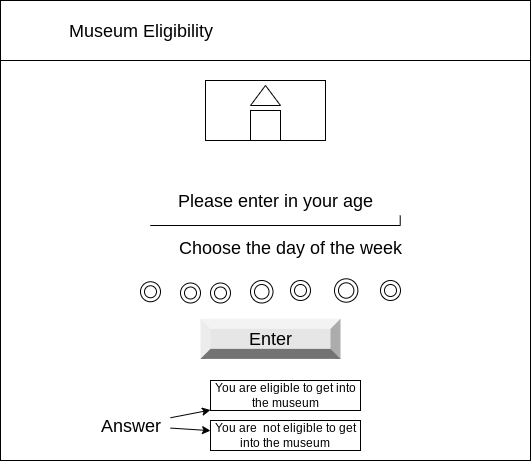 Museum Eligibility
Please enter in your age
Choose the day of the week
Enter
You are eligible to get into
the museum
Answer
You are  not eligible to get
into the museum